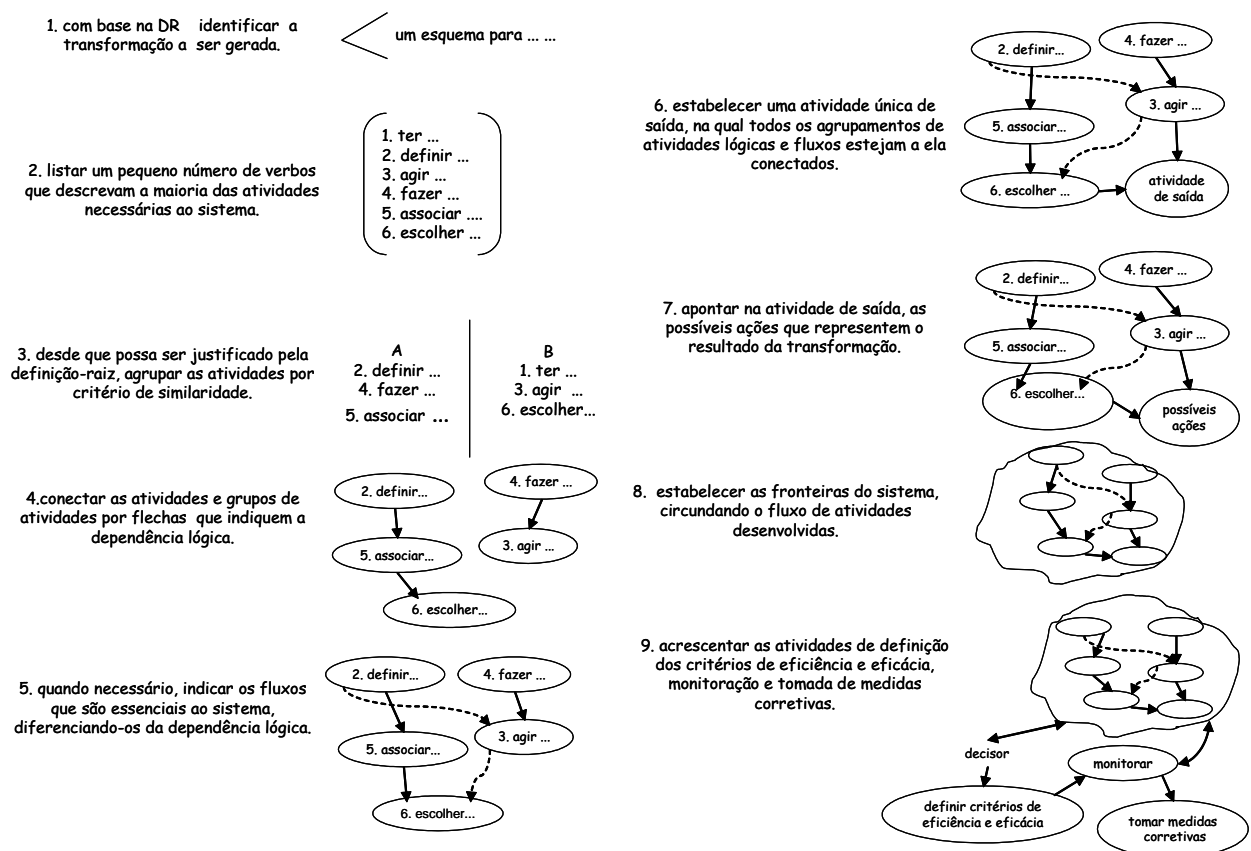 1. com base na DR identificar a
transformação a ser gerada.
um esquema para ... ...
2. listar um pequeno número de verbos
que descrevam a maioria das atividades
necessárias ao sistema.
1. ter ...
2. definir ...
3. agir ...
4. fazer ...
5. associar ....
6. escolher ...
3. desde que possa ser justificado pela
definição-raiz, agrupar as atividades por
critério de similaridade.
A
2. definir ...
4. fazer ...
5. associar ...
B
1. ter ...
3. agir ...
6. escolher...
4.conectar as atividades e grupos de
atividades por flechas que indiquem a
dependência lógica.
2. definir...
4. fazer ...
5. associar...
3. agir ...
6. escolher...
5. quando necessário, indicar os fluxos
que são essenciais ao sistema,
diferenciando-os da dependência lógica.
2. definir...
4. fazer ...
5. associar...
3. agir ...
6. escolher...
6. estabelecer uma atividade única de
saída, na qual todos os agrupamentos de
atividades lógicas e fluxos estejam a ela
conectados.
2. definir...
4. fazer ...
3. agir ...
5. associar...
6. escolher ...
atividade
de saída
7. apontar na atividade de saída, as
possíveis ações que representem o
resultado da transformação.
2. definir...
4. fazer ...
3. agir ...
5. associar...
6. escolher...
possíveis
ações
8. estabelecer as fronteiras do sistema,
circundando o fluxo de atividades
desenvolvidas.
9. acrescentar as atividades de definição
dos critérios de eficiência e eficácia,
monitoração e tomada de medidas
corretivas.
decisor
monitorar
definir critérios de
eficiência e eficácia
tomar medidas
corretivas